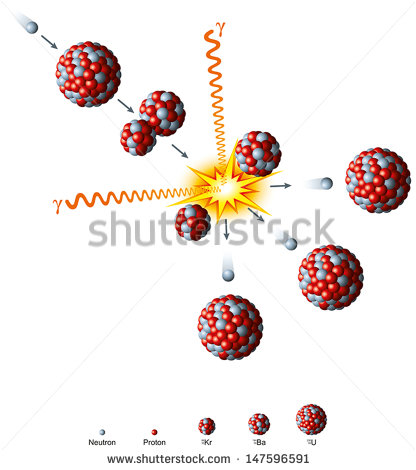 γ
γ
shutterstock
Neutron Proton Kr Ba U
www.shutterstock.com · 147596591